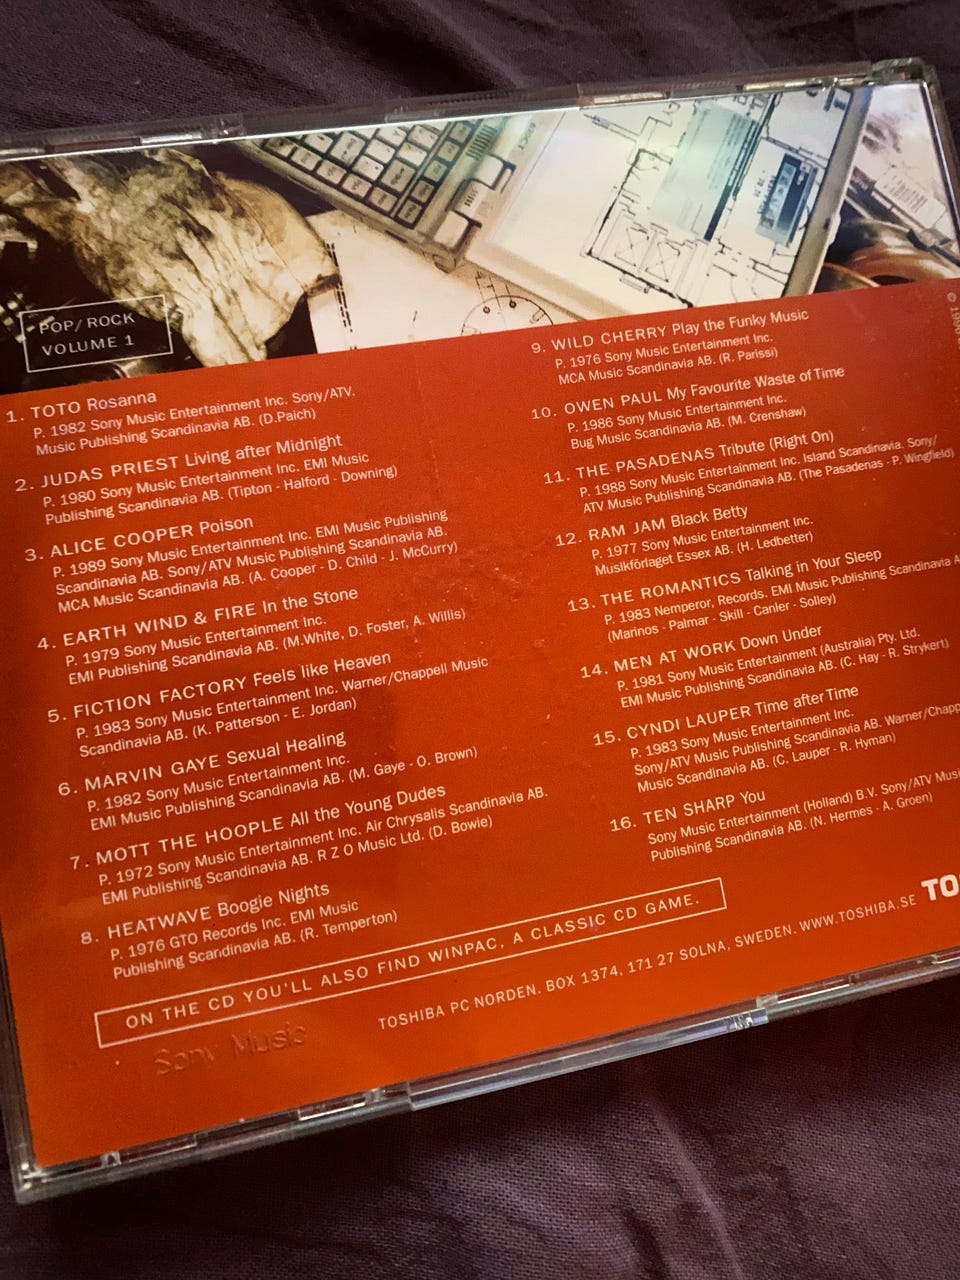 POP/ROCK
VOLUME 1
1. TOTO Rosanna
P. 1982 Sony Music Entertainment Inc. Sony/ATV.
Music Publishing Scandinavia AB. (D.Paich)
2. JUDAS PRIEST Living after Midnight
P. 1980 Sony Music Entertainment Inc. EMI Music
Publishing Scandinavia AB. (Tipton - Halford - Downing)
3. ALICE COOPER Poison
P. 1989 Sony Music Entertainment Inc. EMI Music Publishing
Scandinavia AB. Sony/ATV Music Publishing Scandinavia AB.
MCA Music Scandinavia AB. (A. Cooper - D. Child - J. McCurry)
4. EARTH WIND & FIRE In the Stone
P. 1979 Sony Music Entertainment Inc.
EMI Publishing Scandinavia AB. (M.White, D. Foster, A. Willis)
5. FICTION FACTORY Feels like Heaven
P. 1983 Sony Music Entertainment Inc. Warner/Chappell Music
Scandinavia AB. (K. Patterson - E. Jordan)
6. MARVIN GAYE Sexual Healing
P. 1982 Sony Music Entertainment Inc.
EMI Music Publishing Scandinavia AB. (M. Gaye - O. Brown)
7. MOTT THE HOOPLE All the Young Dudes
P. 1972 Sony Music Entertainment Inc. Air Chrysalis Scandinavia AB.
EMI Publishing Scandinavia AB. R Z O Music Ltd. (D. Bowie)
8. HEATWAVE Boogie Nights
P. 1976 GTO Records Inc. EMI Music
Publishing Scandinavia AB. (R. Temperton)
9. WILD CHERRY Play the Funky Music
P. 1976 Sony Music Entertainment Inc.
MCA Music Scandinavia AB. (R. Parissi)
10. OWEN PAUL My Favourite Waste of Time
P. 1986 Sony Music Entertainment Inc.
Bug Music Scandinavia AB. (M. Crenshaw)
11. THE PASADENAS Tribute (Right On)
P. 1988 Sony Music Entertainment Inc. Island Scandinavia. Sony/
ATV Music Publishing Scandinavia AB. (The Pasadenas - P. Wingfield)
12. RAM JAM Black Betty
P. 1977 Sony Music Entertainment Inc.
Musikförlaget Essex AB. (H. Ledbetter)
13. THE ROMANTICS Talking in Your Sleep
P. 1983 Nemperor, Records. EMI Music Publishing Scandinavia A
(Marinos - Palmar - Skill - Canler - Solley)
14. MEN AT WORK Down Under
P. 1981 Sony Music Entertainment (Australia) Pty. Ltd.
EMI Music Publishing Scandinavia AB. (C. Hay - R. Strykert)
15. CYNDI LAUPER Time after Time
P. 1983 Sony Music Entertainment Inc.
Sony/ATV Music Publishing Scandinavia AB. Warner/Chapp
Music Scandinavia AB. (C. Lauper - R. Hyman)
16. TEN SHARP You
Sony Music Entertainment (Holland) B.V. Sony/ATV Musi
Publishing Scandinavia AB. (N. Hermes - A. Groen)
ON THE CD YOU'LL ALSO FIND WINPAC, A CLASSIC CD GAME.
TOSHIBA PC NORDEN. BOX 1374, 171 27 SOLNA, SWEDEN. WWW.TOSHIBA.SE
TO
Sony Music